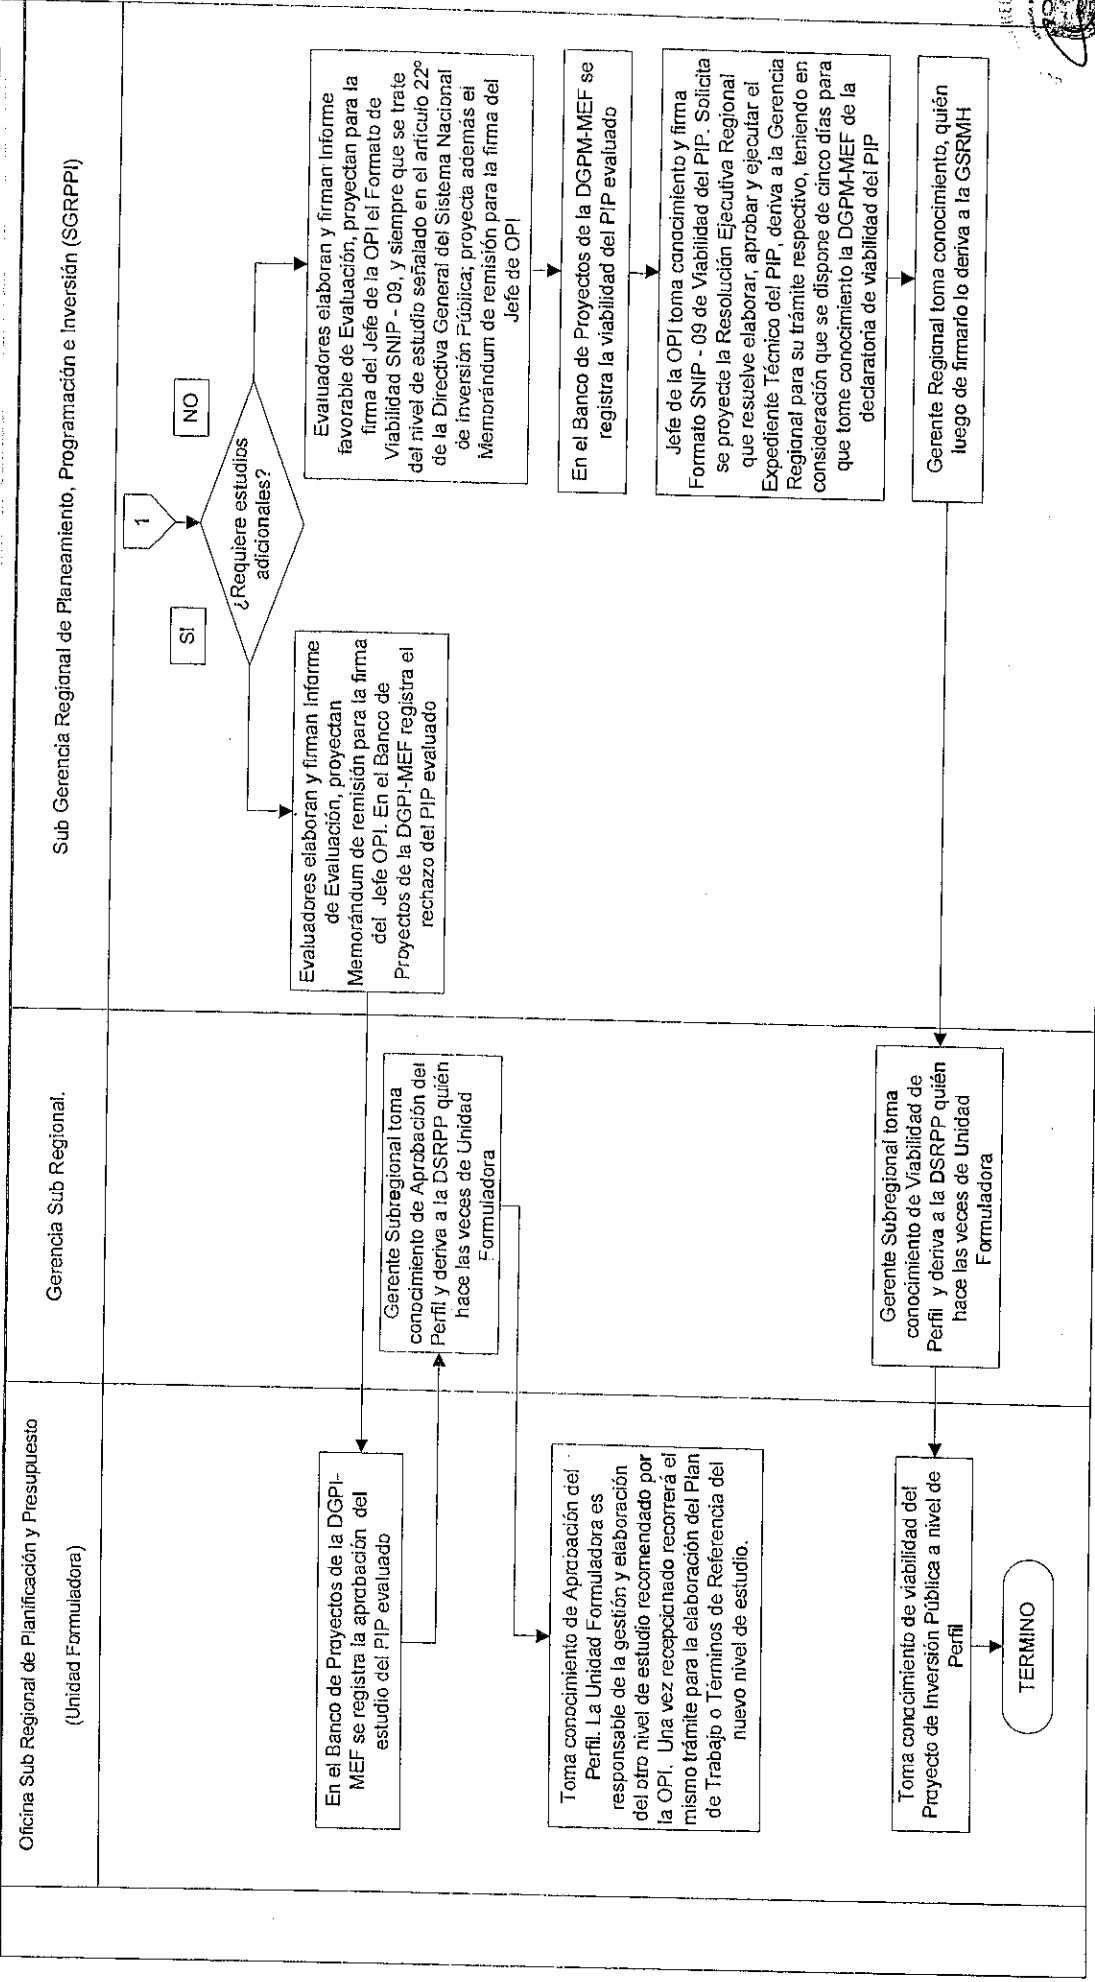 Oficina Sub Regional de Planificación y Presupuesto
(Unidad Formuladora)
Gerencia Sub Regional.
Sub Gerencia Regional de Planeamiento, Programación e Inversión (SGRPPI)
1
SI
NO
¿Requiere estudios
adicionales?
Evaluadores elaboran y firman Informe
de Evaluación, proyectan
Memorándum de remisión para la firma
del Jefe OPI. En el Banco de
Proyectos de la DGPI-MEF registra el
rechazo del PIP evaluado
Evaluadores elaboran y firman Informe
favorable de Evaluación, proyectan para la
firma del Jefe de la OPI el Formato de
Viabilidad SNIP - 09, y siempre que se trate
del nivel de estudio señalado en el artículo 22º
de la Directiva General del Sistema Nacional
de Inversión Pública; proyecta además el
Memorándum de remisión para la firma del
Jefe de OPI
En el Banco de Proyectos de la DGPM-MEF se
registra la viabilidad del PIP evaluado
Jefe de la OPI toma conocimiento y firma
Formato SNIP - 09 de Viabilidad del PIP. Solicita
se proyecte la Resolución Ejecutiva Regional
que resuelve elaborar, aprobar y ejecutar el
Expediente Técnico del PIP, deriva a la Gerencia
Regional para su trámite respectivo, teniendo en
consideración que se dispone de cinco días para
que tome conocimiento la DGPM-MEF de la
declaratoria de viabilidad del PIP
Gerente Regional toma conocimiento, quién
luego de firmarlo lo deriva a la GSRMH
En el Banco de Proyectos de la DGPI-
MEF se registra la aprobación del
estudio del PIP evaluado
Gerente Subregional toma
conocimiento de Aprobación del
Perfil y deriva a la DSRPP quién
hace las veces de Unidad
Formuladora
Toma conocimiento de Aprobación del
Perfil. La Unidad Formuladora es
responsable de la gestión y elaboración
del otro nivel de estudio recomendado por
la OPI. Una vez recepcionado recorrerá el
mismo trámite para la elaboración del Plan
de Trabajo o Términos de Referencia del
nuevo nivel de estudio.
Gerente Subregional toma
conocimiento de Viabilidad de
Perfil y deriva a la DSRPP quién
hace las veces de Unidad
Formuladora
Toma conocimiento de viabilidad del
Proyecto de Inversión Pública a nivel de
Perfil
TERMINO